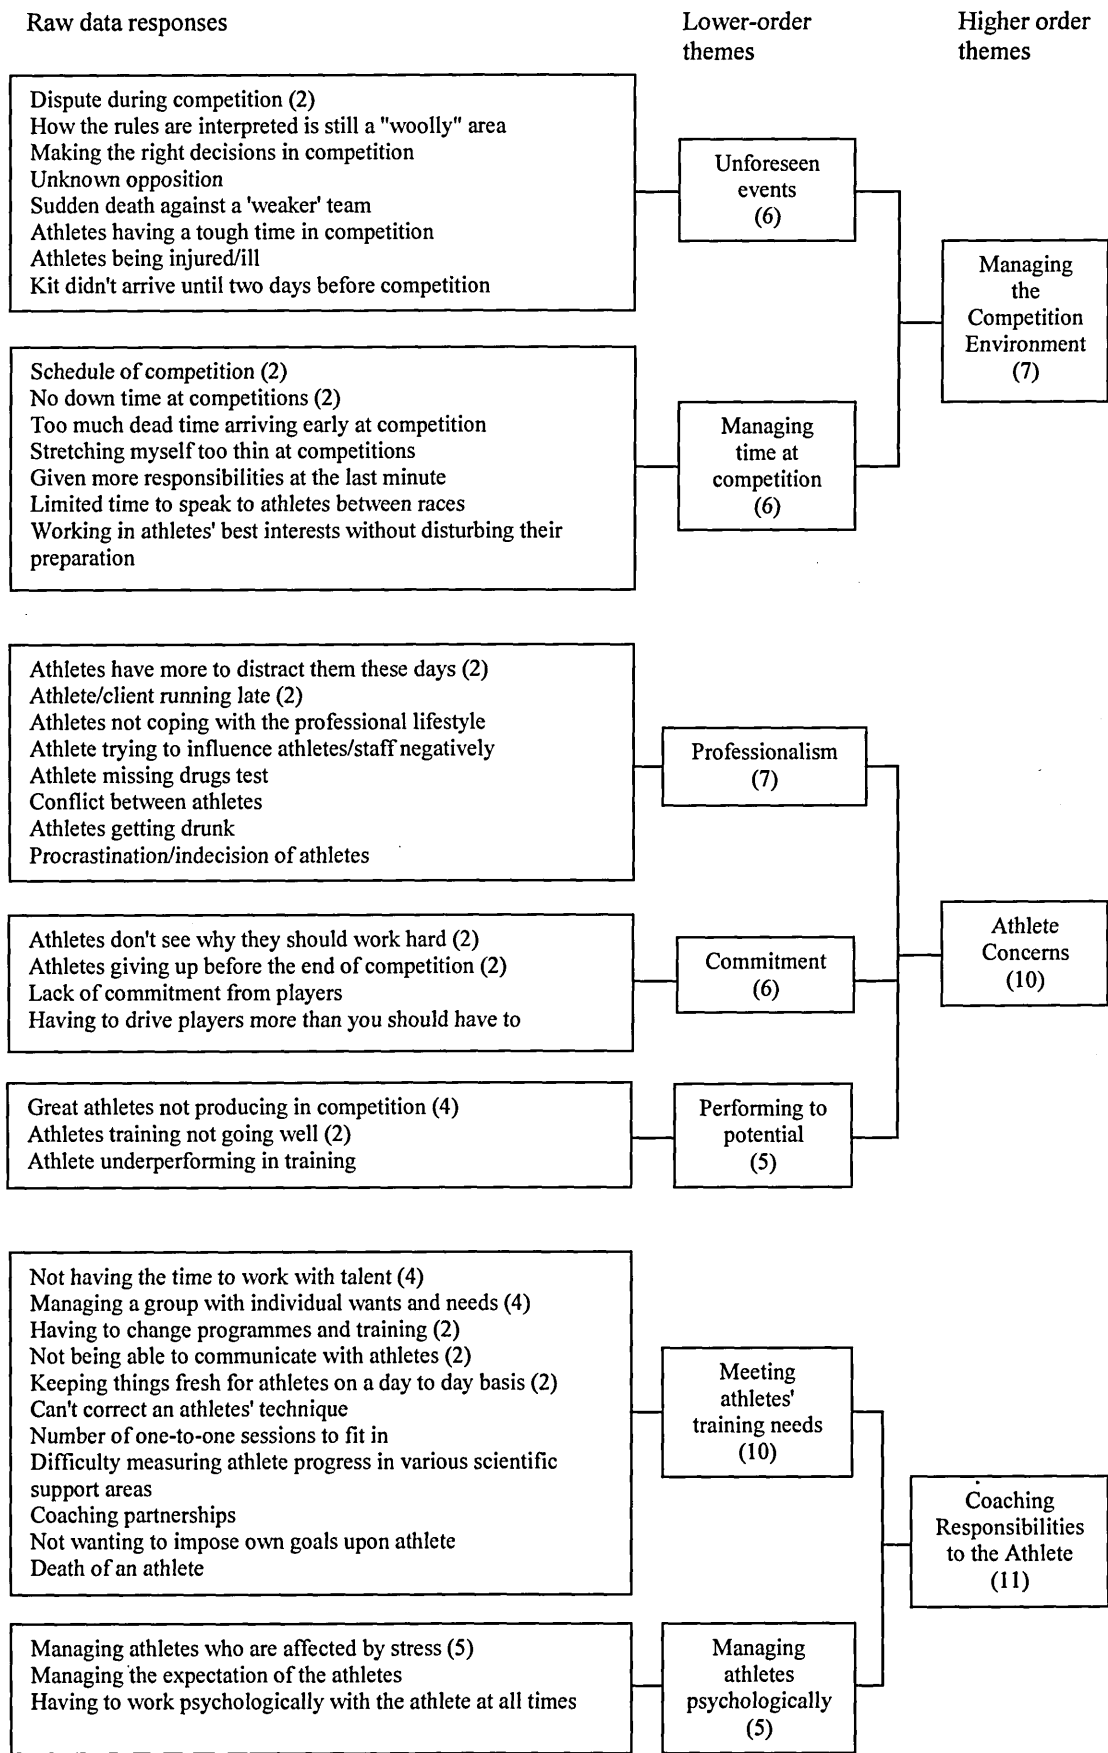 Raw data responses
Lower-order
themes
Higher order
themes
Dispute during competition (2)
How the rules are interpreted is still a "woolly" area
Making the right decisions in competition
Unknown opposition
Sudden death against a 'weaker' team
Athletes having a tough time in competition
Athletes being injured/ill
Kit didn't arrive until two days before competition
Unforeseen
events
(6)
Managing
the
Competition
Environment
(7)
Schedule of competition (2)
No down time at competitions (2)
Too much dead time arriving early at competition
Stretching myself too thin at competitions
Given more responsibilities at the last minute
Limited time to speak to athletes between races
Working in athletes' best interests without disturbing their
preparation
Managing
time at
competition
(6)
Athletes have more to distract them these days (2)
Athlete/client running late (2)
Athletes not coping with the professional lifestyle
Athlete trying to influence athletes/staff negatively
Athlete missing drugs test
Conflict between athletes
Athletes getting drunk
Procrastination/indecision of athletes
Professionalism
(7)
Athletes don't see why they should work hard (2)
Athletes giving up before the end of competition (2)
Lack of commitment from players
Having to drive players more than you should have to
Commitment
(6)
Athlete
Concerns
(10)
Great athletes not producing in competition (4)
Athletes training not going well (2)
Athlete underperforming in training
Performing to
potential
(5)
Not having the time to work with talent (4)
Managing a group with individual wants and needs (4)
Having to change programmes and training (2)
Not being able to communicate with athletes (2)
Keeping things fresh for athletes on a day to day basis (2)
Can't correct an athletes' technique
Number of one-to-one sessions to fit in
Difficulty measuring athlete progress in various scientific
support areas
Coaching partnerships
Not wanting to impose own goals upon athlete
Death of an athlete
Meeting
athletes'
training needs
(10)
Coaching
Responsibilities
to the Athlete
(11)
Managing athletes who are affected by stress (5)
Managing the expectation of the athletes
Having to work psychologically with the athlete at all times
Managing
athletes
psychologically
(5)